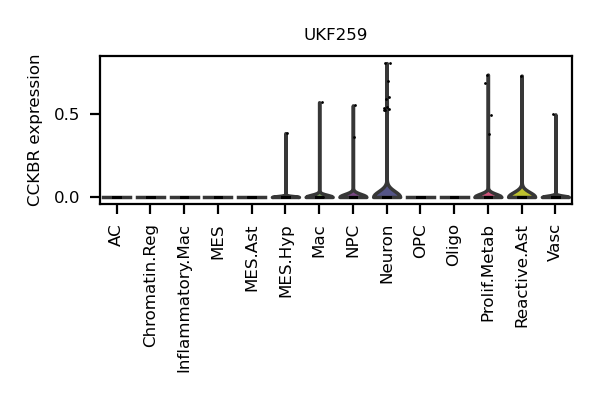 UKF259
CCKBR expression
0.5
0.0
AC
Chromatin.Reg
Inflammatory.Mac
MES
MES.Ast
MES.Hyp
Mac
NPC
Neuron
OPC
Oligo
Prolif.Metab
Reactive.Ast
Vasc